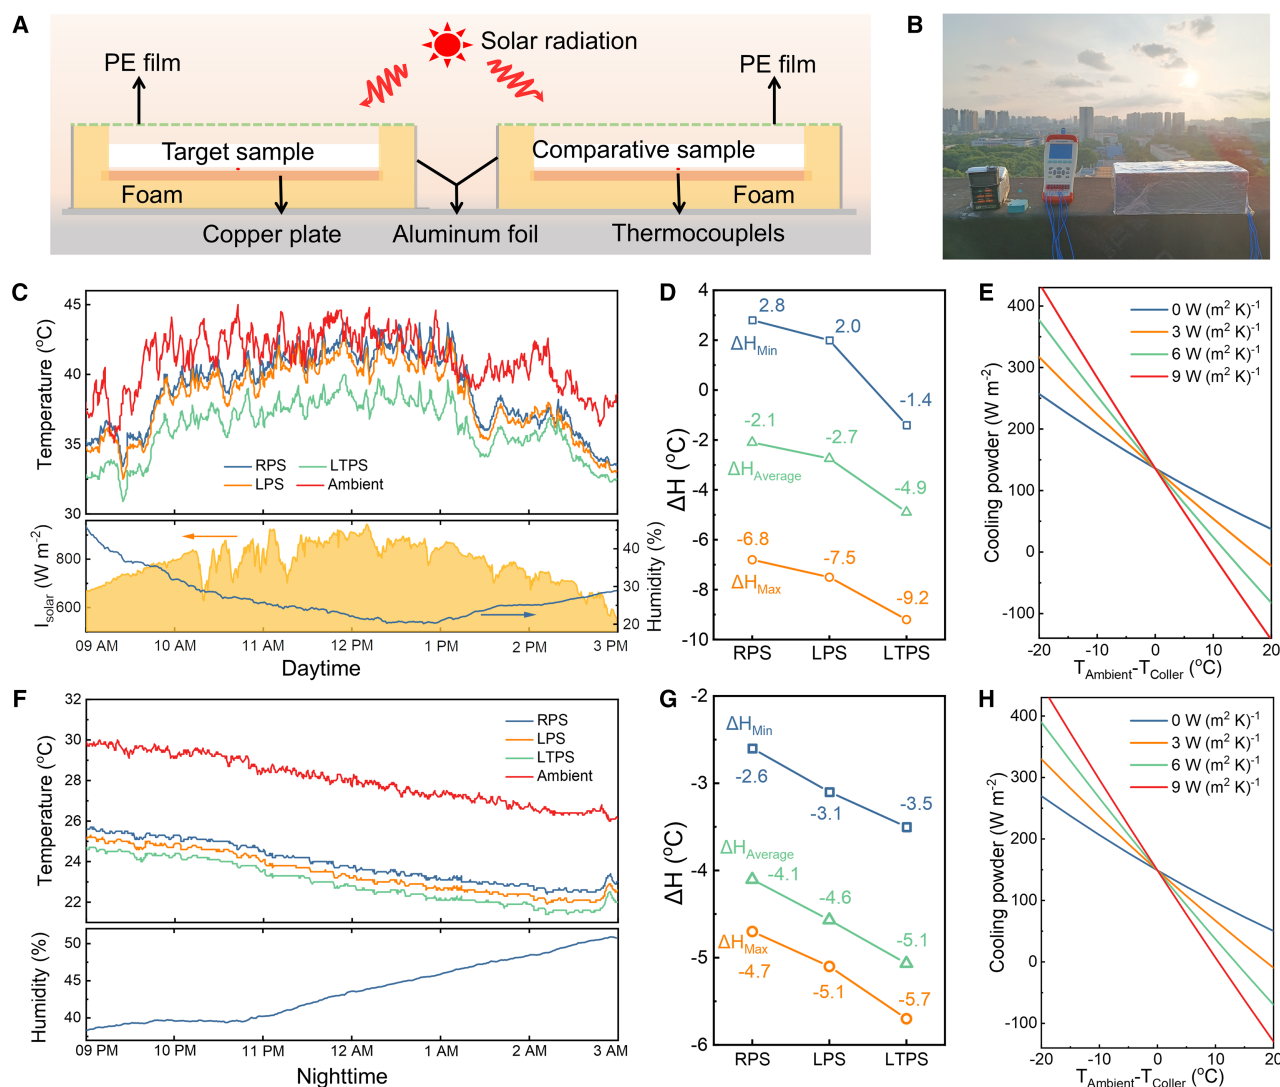 A
Solar radiation
PE film
PE film
Target sample
Comparative sample
Foam
Foam
Copper plate
Aluminum foil
Thermocouplels
B
C
Temperature (°C)
45
40
35
30
RPS
LTPS
LPS
Ambient
Isolar (W m-2)
800
600
Humidity (%)
40
30
20
09 AM
10 AM
11 AM
12 PM
1 PM
2 PM
3 PM
Daytime
D
ΔH (°C)
4
2
0
-2
-4
-6
-8
-10
2.8
2.0
-1.4
ΔHMin
-2.1
-2.7
-4.9
ΔHAverage
-6.8
-7.5
-9.2
ΔHMax
RPS
LPS
LTPS
E
Cooling powder (W m-2)
400
300
200
100
0
-100
0 W (m2 K)-1
3 W (m2 K)-1
6 W (m2 K)-1
9 W (m2 K)-1
-20
-10
0
10
20
TAmbient-TColler (°C)
F
Temperature (°C)
32
30
28
26
24
22
RPS
LPS
LTPS
Ambient
Humidity (%)
50
40
09 PM
10 PM
11 PM
12 AM
1 AM
2 AM
3 AM
Nighttime
G
ΔH (°C)
-2
-3
-4
-5
-6
ΔHMin
-2.6
-3.1
-3.5
ΔHAverage
-4.1
-4.6
-5.1
ΔHMax
-4.7
-5.1
-5.7
RPS
LPS
LTPS
H
Cooling powder (W m-2)
400
300
200
100
0
-100
0 W (m2 K)-1
3 W (m2 K)-1
6 W (m2 K)-1
9 W (m2 K)-1
-20
-10
0
10
20
TAmbient-TColler (°C)